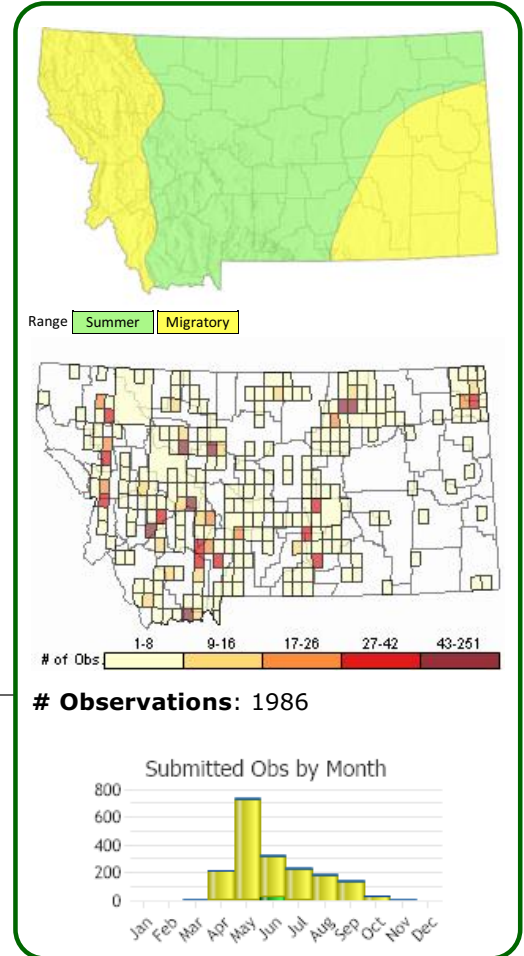 Range Summer Migratory
1-8 9-16 17-26 27-42 43-251
# of Obs.
# Observations: 1986
Submitted Obs by Month
800
600
400
200
0
Jan Feb Mar Apr May Jun Jul Aug Sep Oct Nov Dec